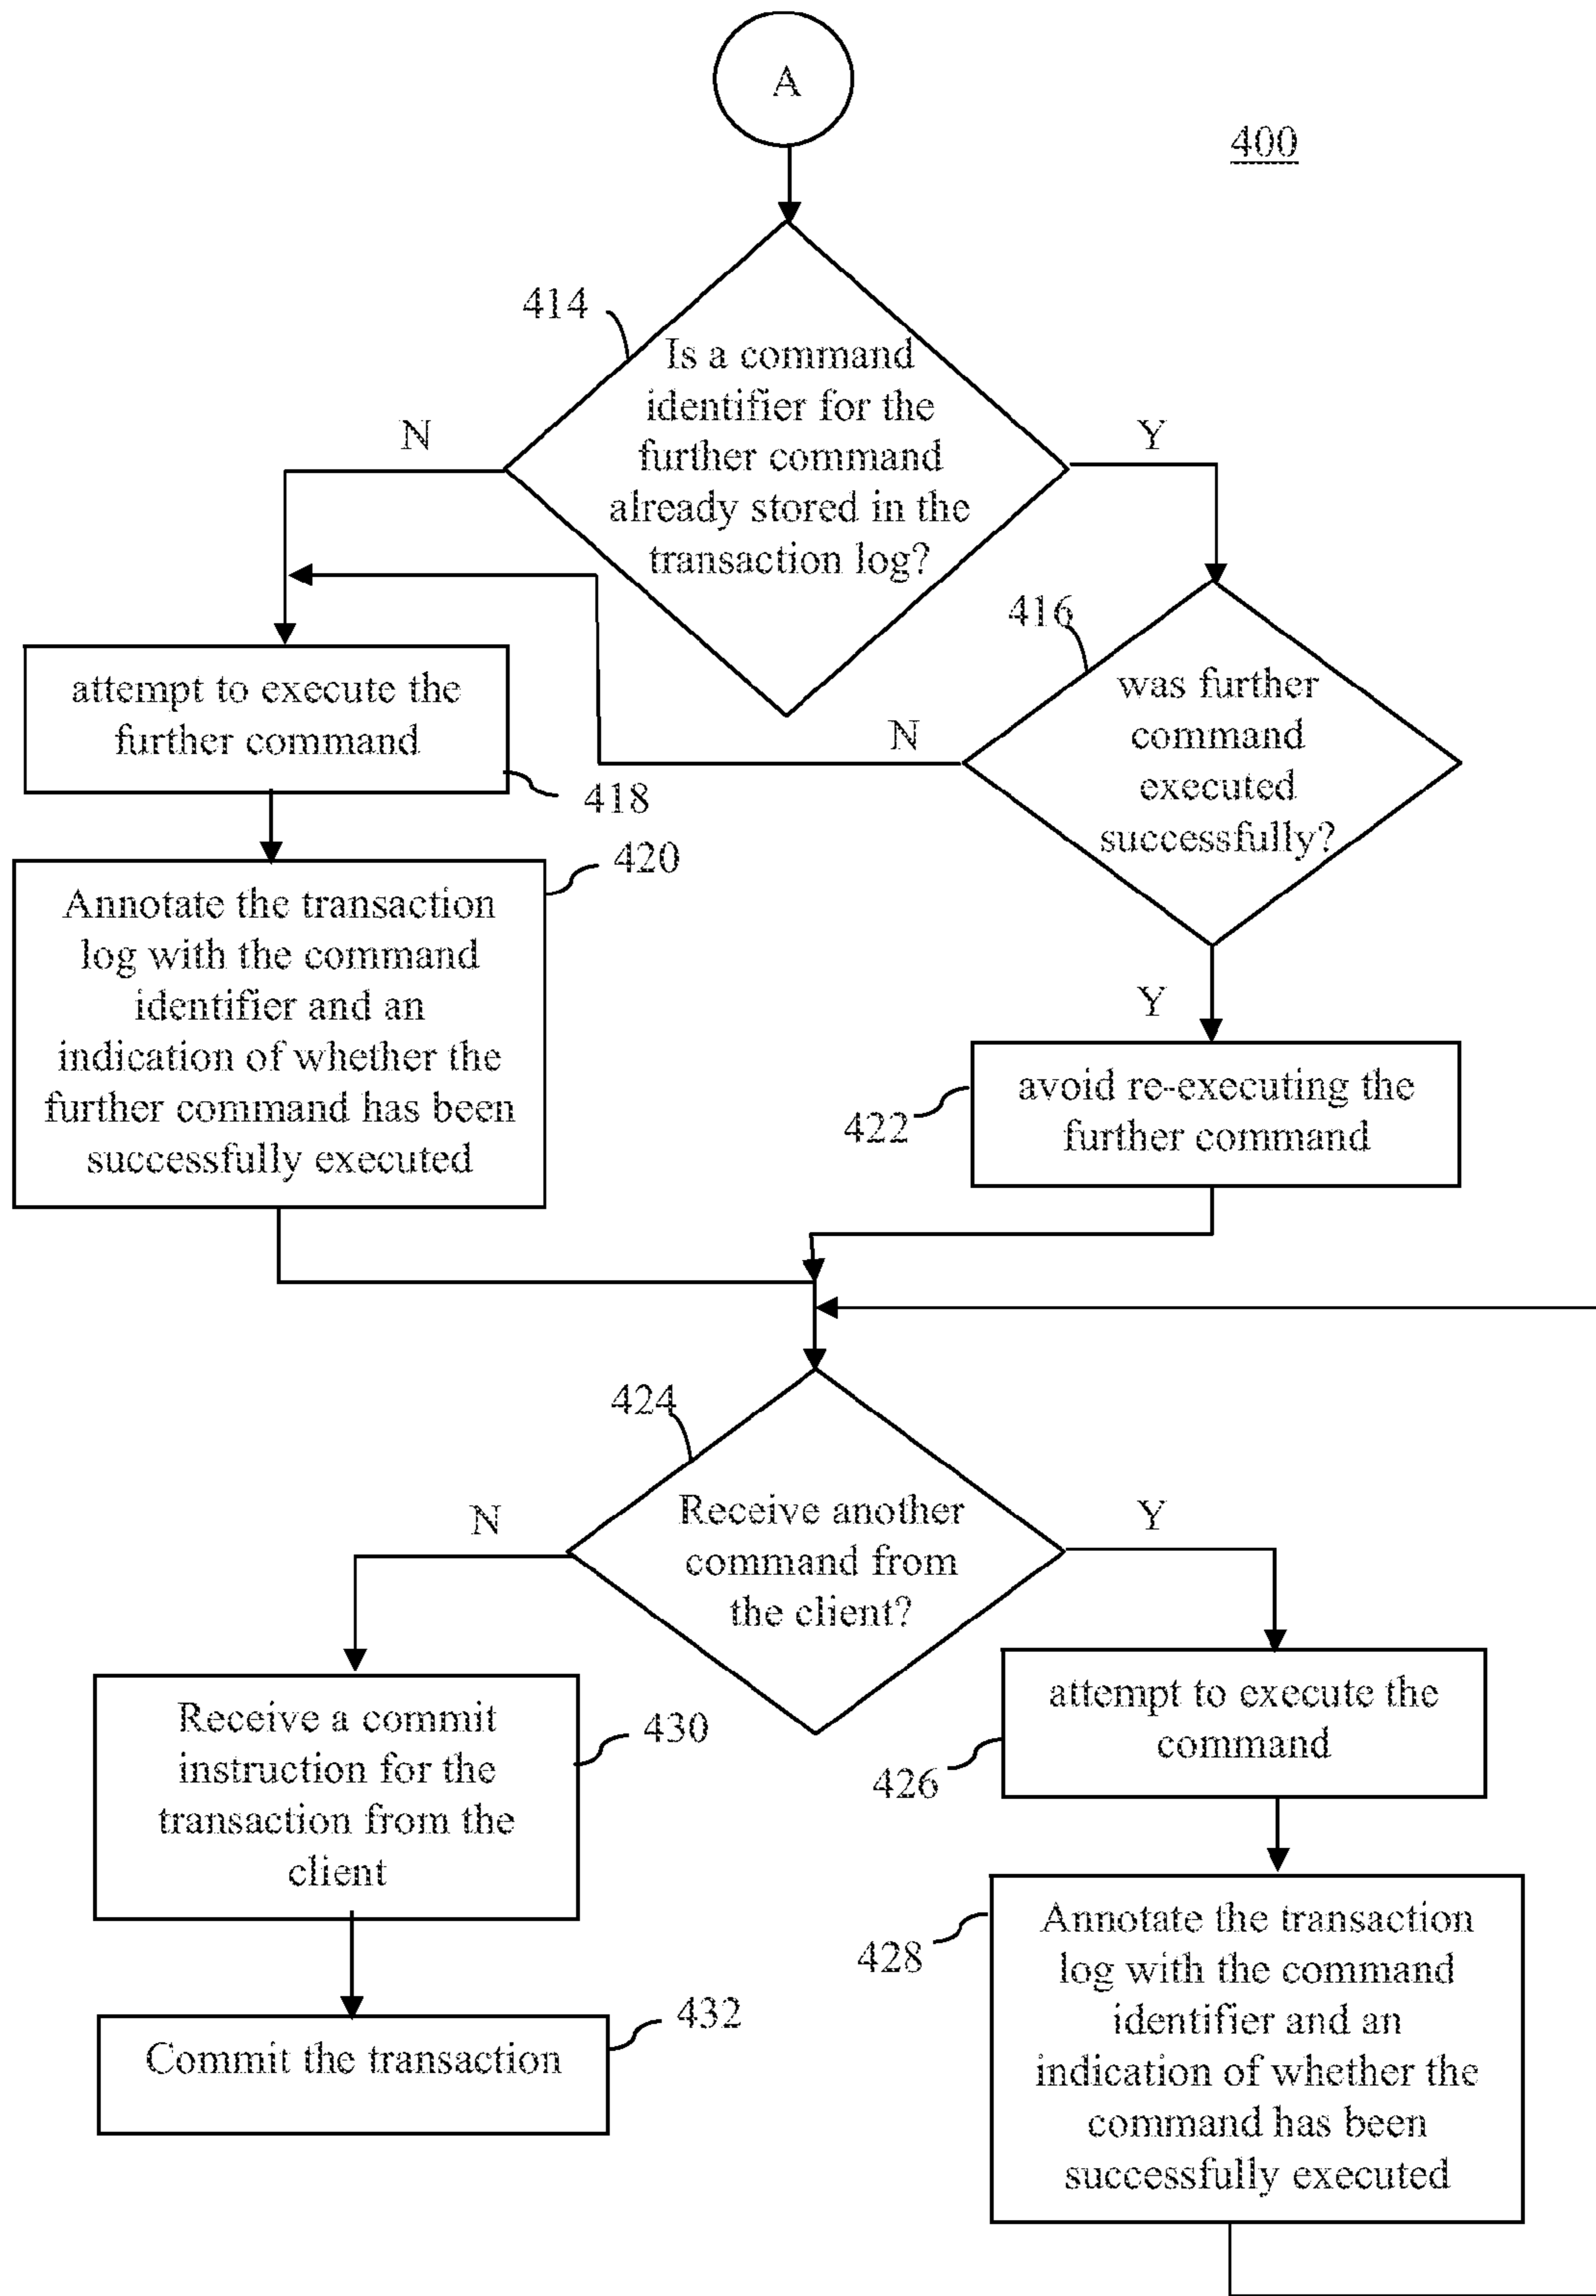 A
400
414
Is a command
identifier for the
further command
already stored in the
transaction log?
N
Y
416
was further
command
executed
successfully?
N
Y
attempt to execute the
further command
418
420
Annotate the transaction
log with the command
identifier and an
indication of whether the
further command has been
successfully executed
avoid re-executing the
further command
422
424
Receive another
command from
the client?
N
Y
Receive a commit
instruction for the
transaction from the
client
430
attempt to execute the
command
426
Annotate the transaction
log with the command
identifier and an
indication of whether the
command has been
successfully executed
428
432
Commit the transaction